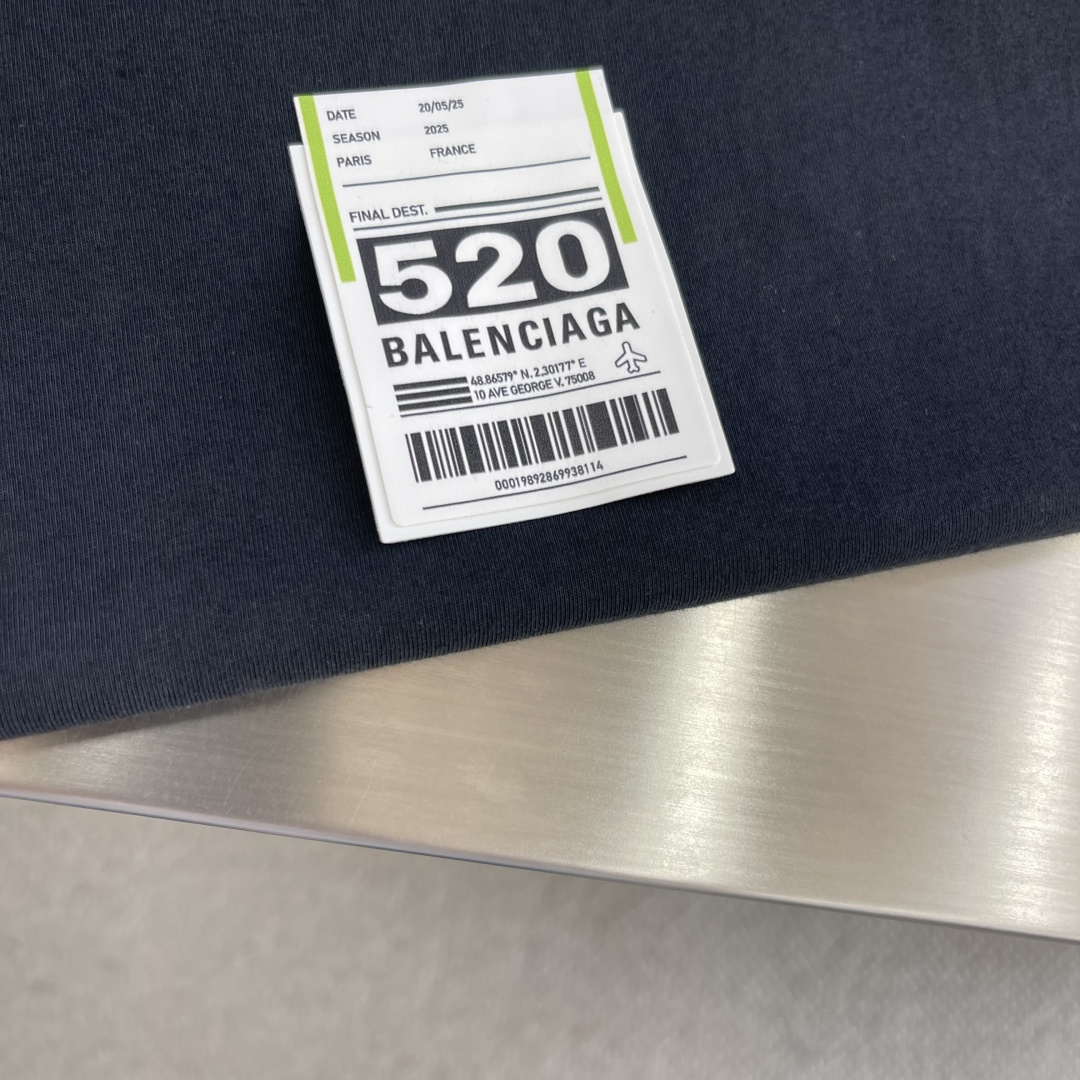 DATE 20/05/25
SEASON 2025
PARIS FRANCE
FINAL DEST.
520
BALENCIAGA
48.86579° N. 2.30177° E
10 AVE GEORGE V. 75008
00019892869938114